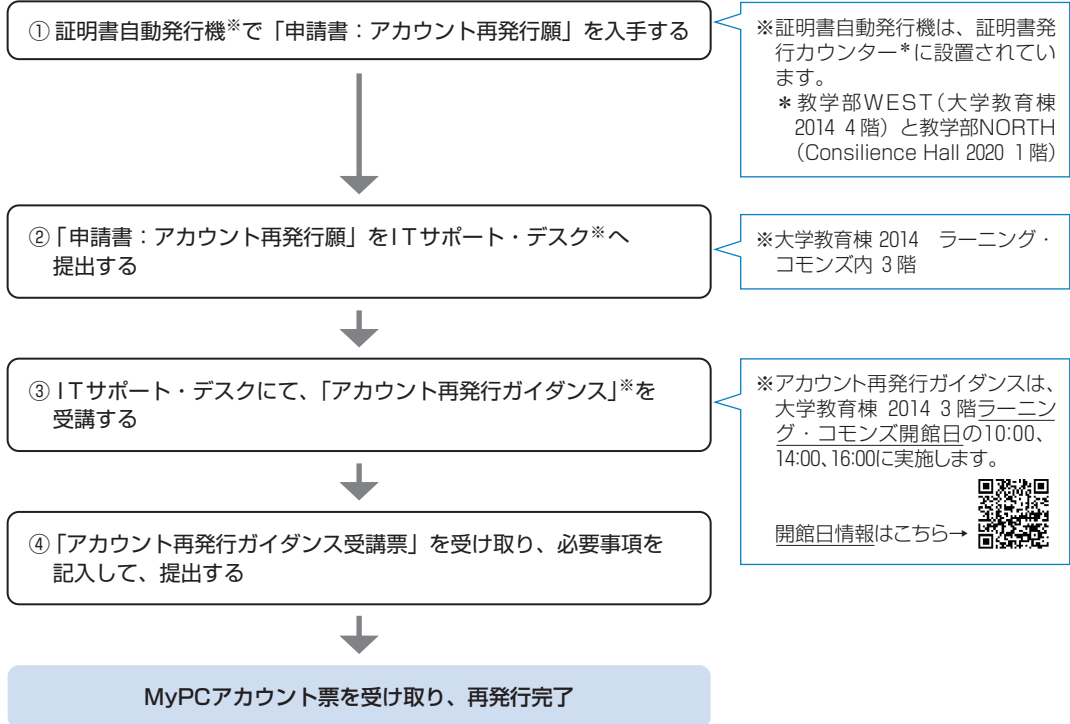 ① 証明書自動発行機※で「申請書：アカウント再発行願」を入手する
※証明書自動発行機は、証明書発
行カウンター＊に設置されてい
ます。
＊教学部WEST（大学教育棟
2014 4階）と教学部NORTH
（Consilience Hall 2020 1階）
②「申請書：アカウント再発行願」をITサポート・デスク※へ
提出する
※大学教育棟 2014 ラーニング・
コモンズ内 3階
③ITサポート・デスクにて、「アカウント再発行ガイダンス」※を
受講する
※アカウント再発行ガイダンスは、
大学教育棟 2014 3階ラーニン
グ・コモンズ開館日の10:00、
14:00、16:00に実施します。
開館日情報はこちら→
④「アカウント再発行ガイダンス受講票」を受け取り、必要事項を
記入して、提出する
MyPCアカウント票を受け取り、再発行完了